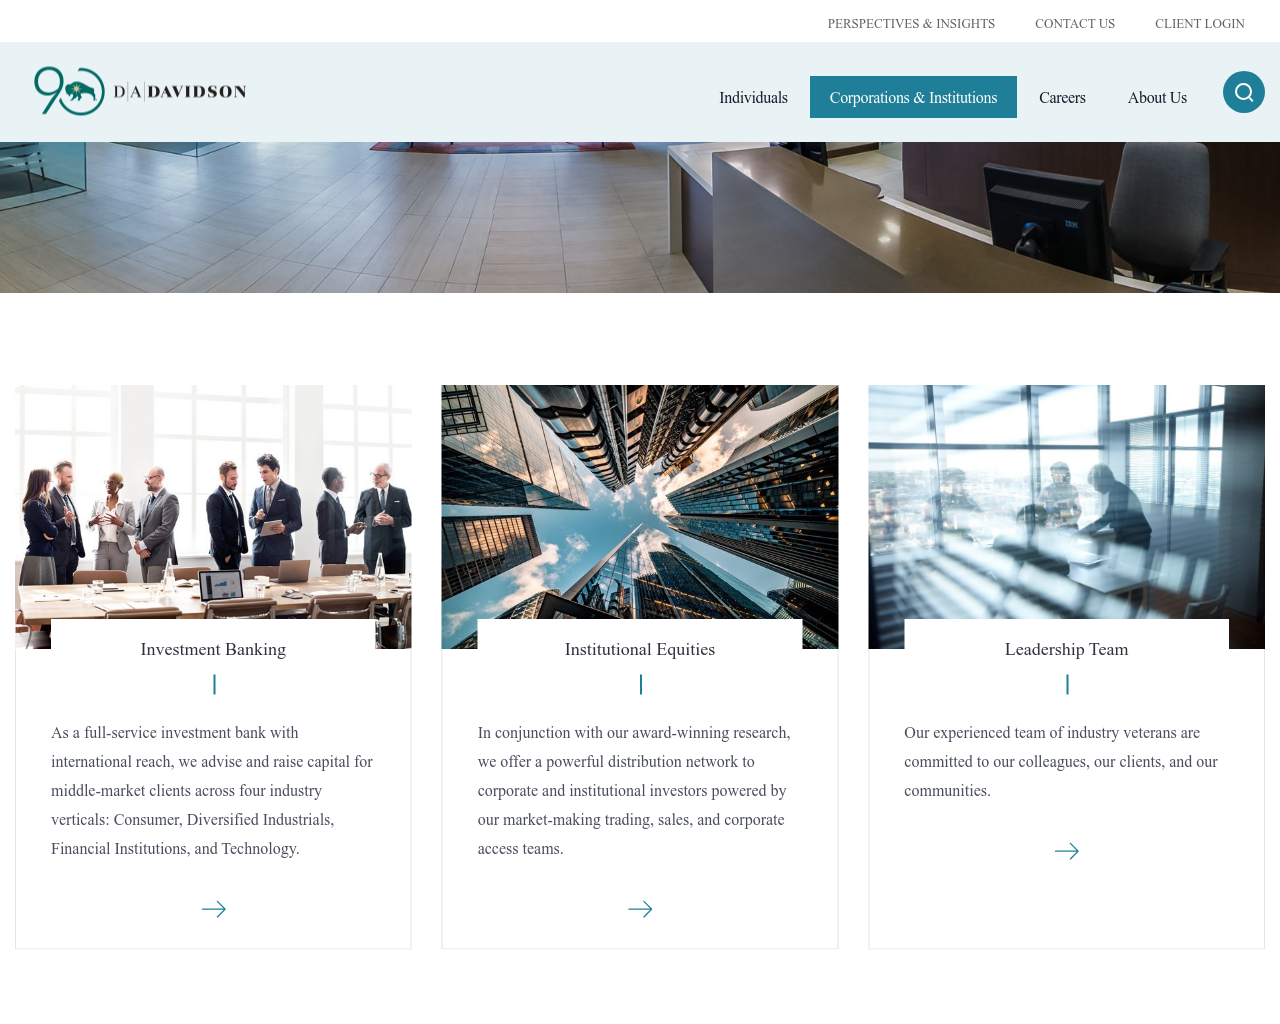 PERSPECTIVES & INSIGHTS CONTACT US CLIENT LOGIN
90 D|A|DAVIDSON
Individuals Corporations & Institutions Careers About Us
IBM
Investment Banking
As a full-service investment bank with
international reach, we advise and raise capital for
middle-market clients across four industry
verticals: Consumer, Diversified Industrials,
Financial Institutions, and Technology.
Institutional Equities
In conjunction with our award-winning research,
we offer a powerful distribution network to
corporate and institutional investors powered by
our market-making trading, sales, and corporate
access teams.
Leadership Team
Our experienced team of industry veterans are
committed to our colleagues, our clients, and our
communities.